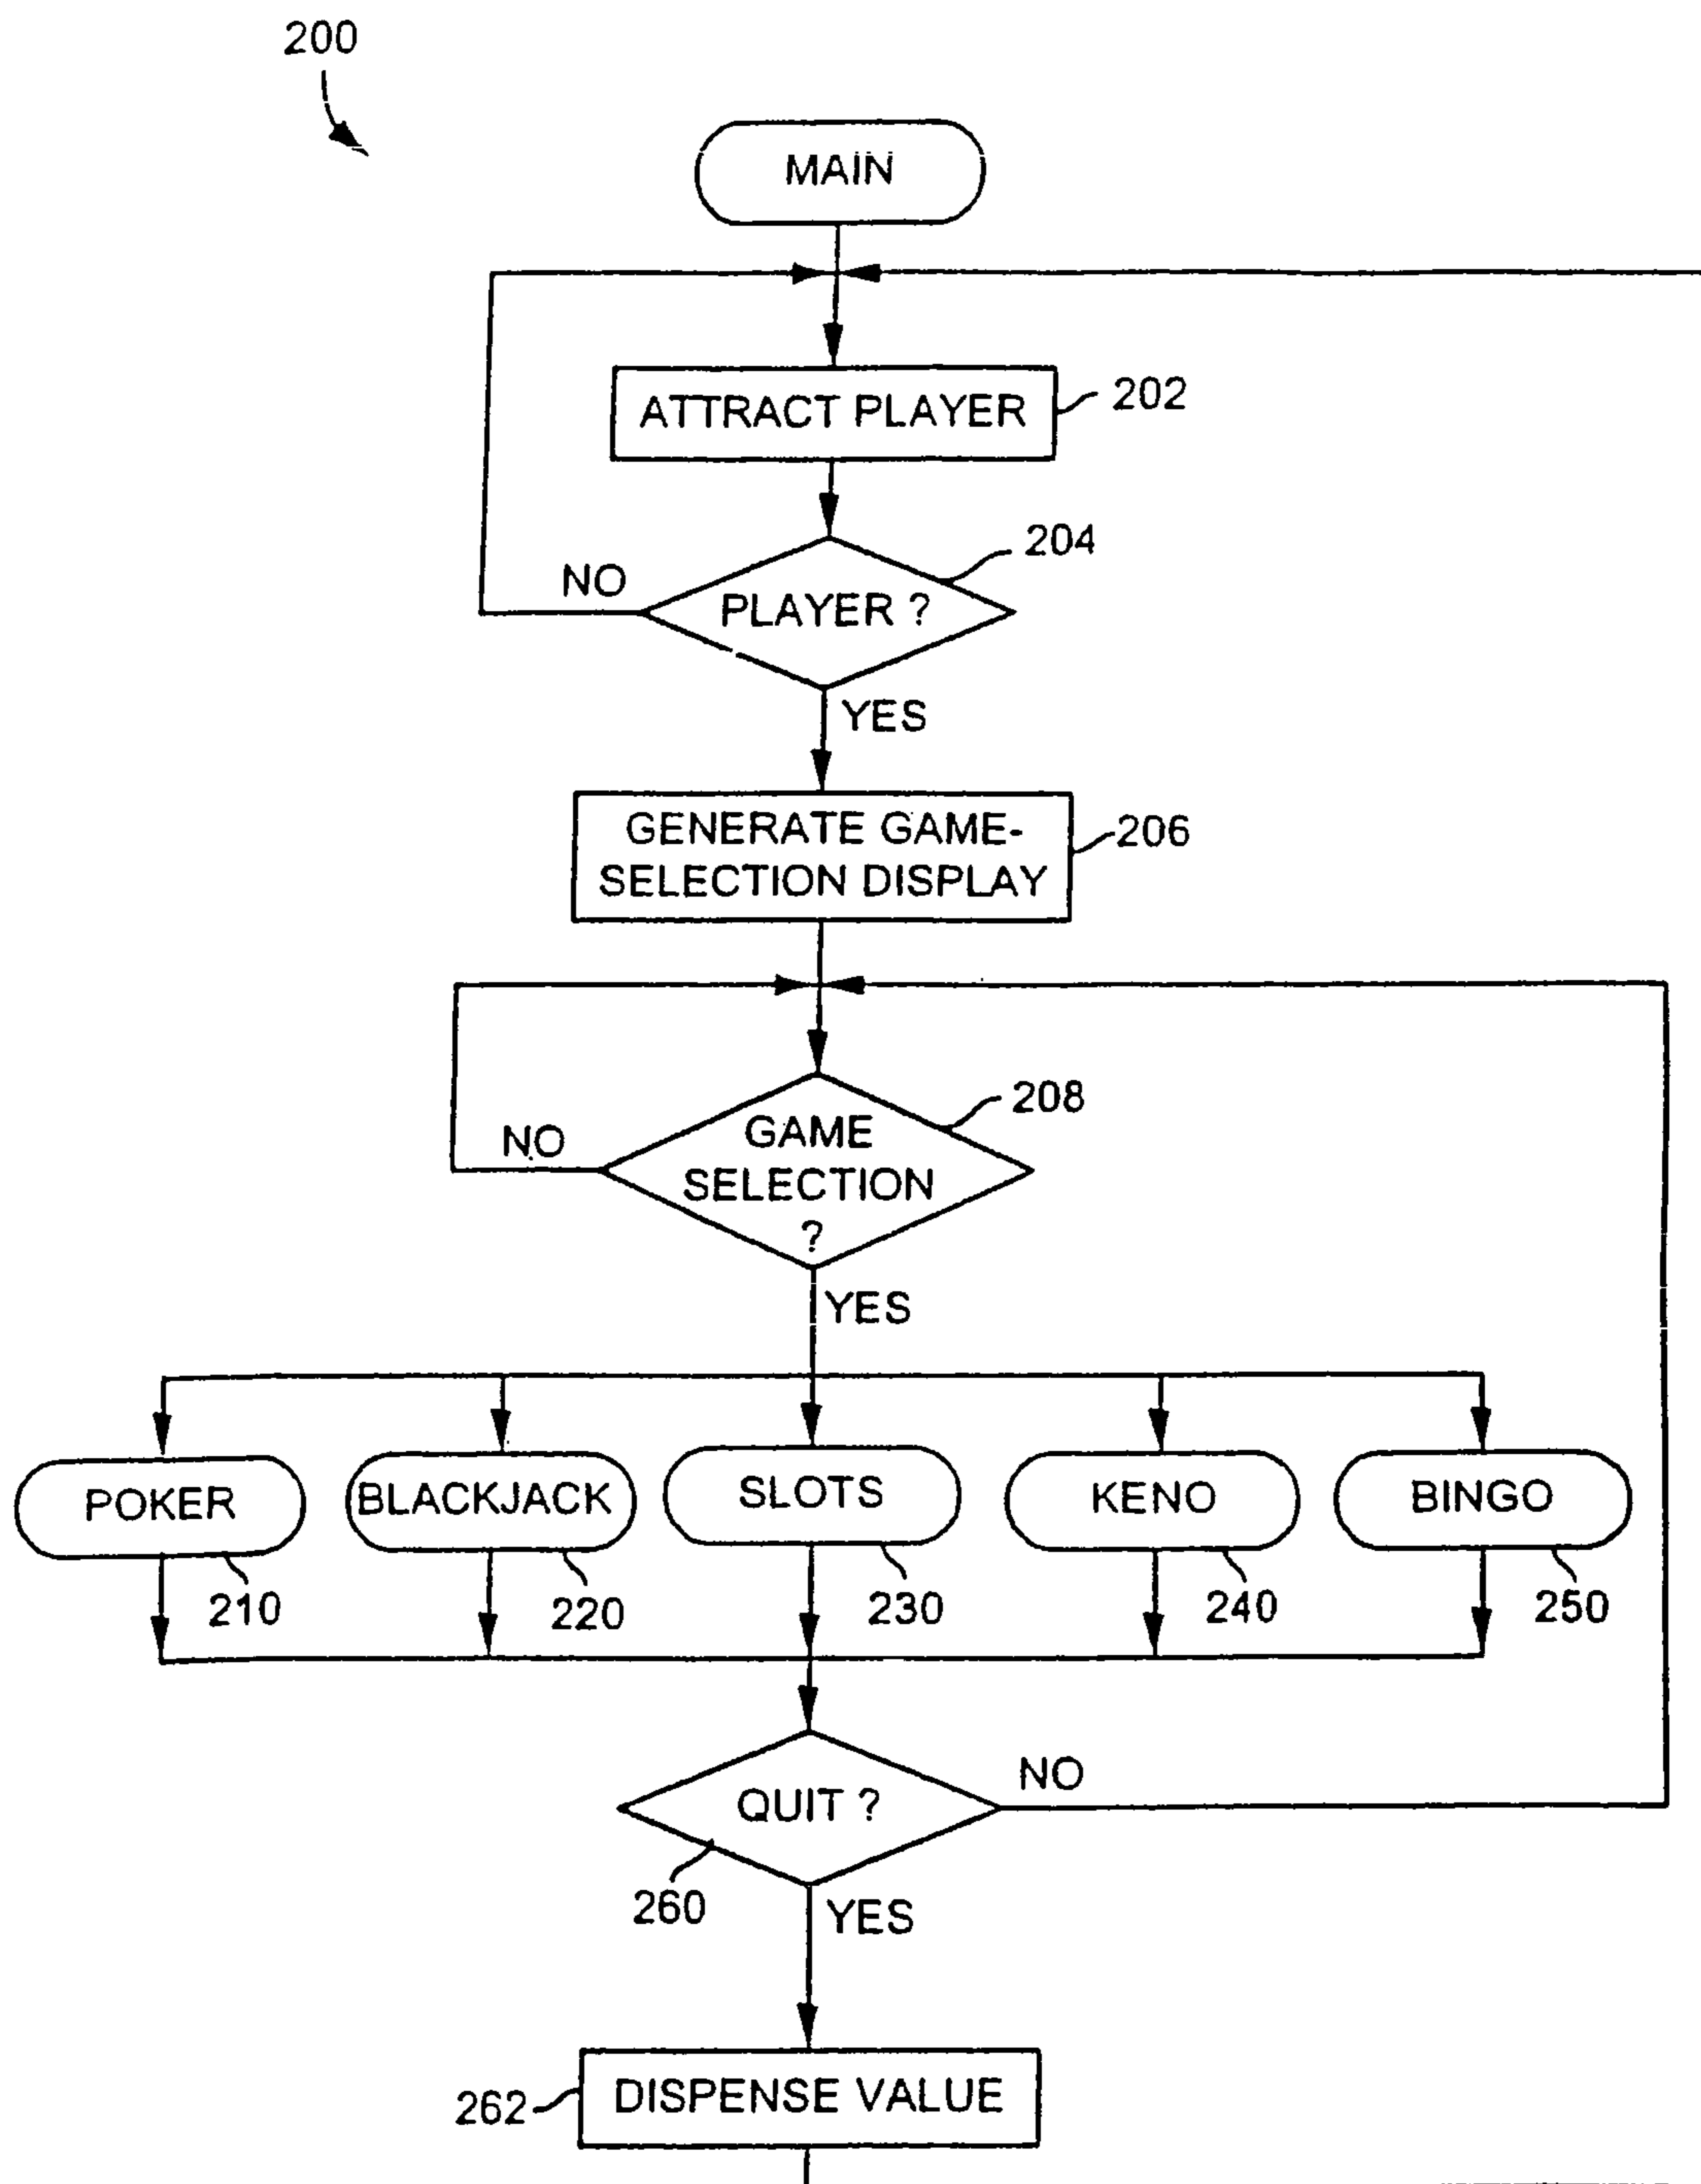 200
MAIN
ATTRACT PLAYER
202
204
NO
PLAYER ?
YES
GENERATE GAME-
SELECTION DISPLAY
206
208
NO
GAME
SELECTION
?
YES
POKER
BLACKJACK
SLOTS
KENO
BINGO
210
220
230
240
250
QUIT ?
NO
260
YES
262
DISPENSE VALUE